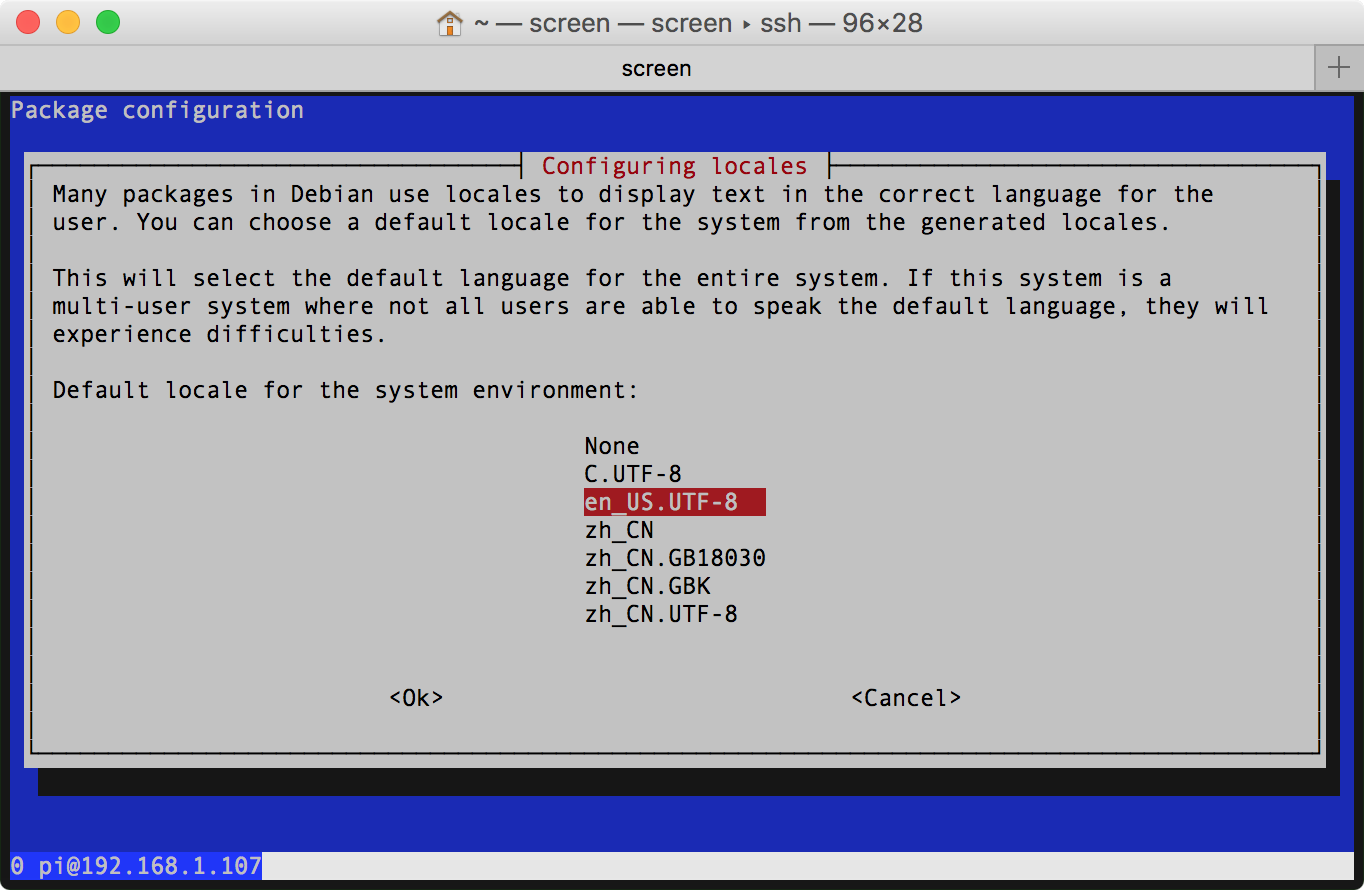 ~ — screen — screen ▸ ssh — 96×28
screen
Package configuration
Configuring locales
Many packages in Debian use locales to display text in the correct language for the
user. You can choose a default locale for the system from the generated locales.
This will select the default language for the entire system. If this system is a
multi-user system where not all users are able to speak the default language, they will
experience difficulties.
Default locale for the system environment:
None
C.UTF-8
en_US.UTF-8
zh_CN
zh_CN.GB18030
zh_CN.GBK
zh_CN.UTF-8
<Ok> <Cancel>
0 pi@192.168.1.107